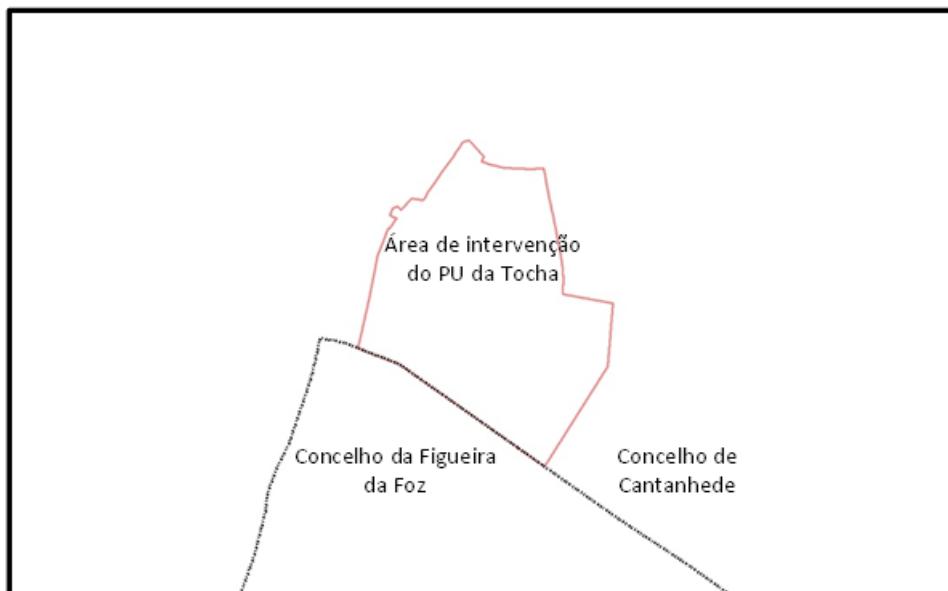 Área de intervenção
do PU da Tocha
Concelho da Figueira
da Foz
Concelho de
Cantanhede